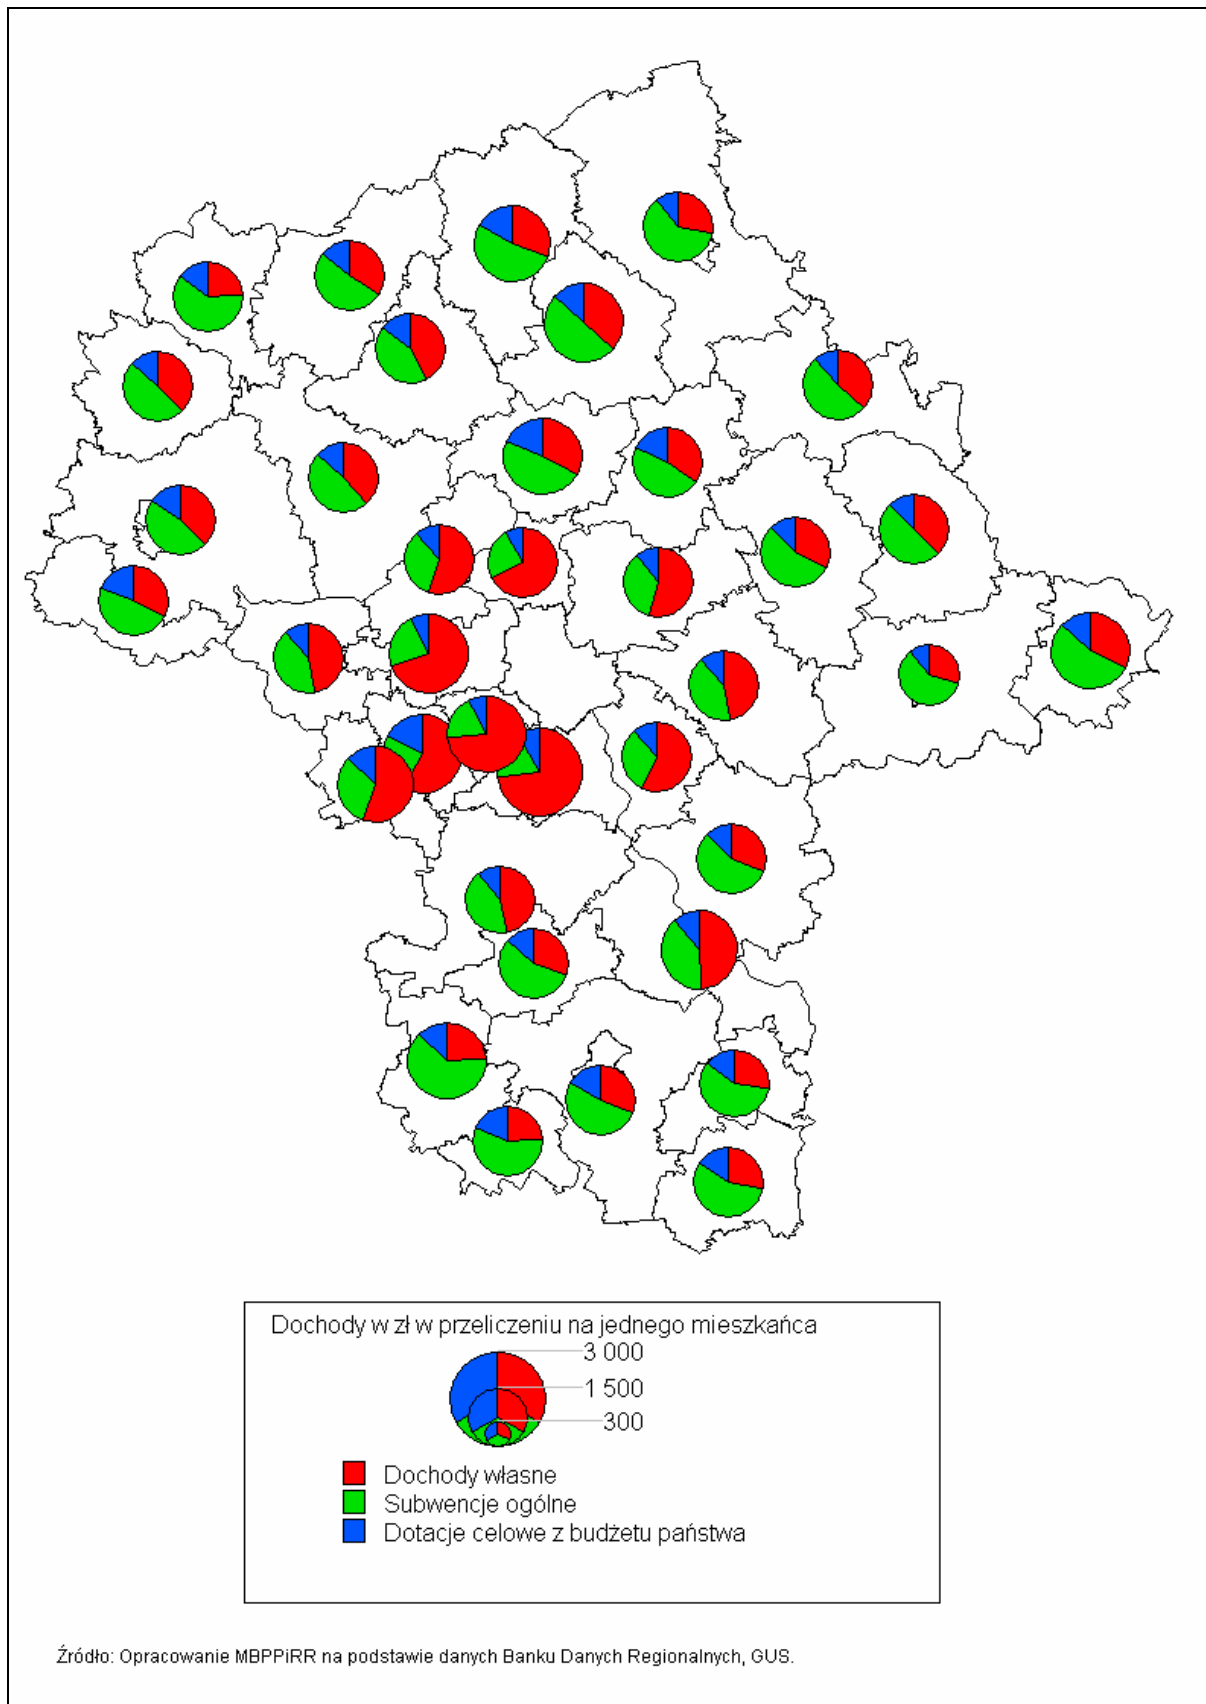 Dochody w zł w przeliczeniu na jednego mieszkańca
3 000
1 500
300
Dochody własne
Subwencje ogólne
Dotacje celowe z budżetu państwa
Źródło: Opracowanie MBPPiRR na podstawie danych Banku Danych Regionalnych, GUS.